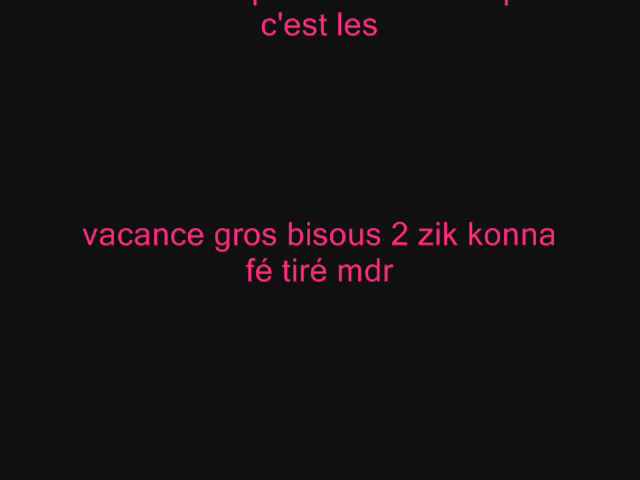 c'est les
vacance gros bisous 2 zik konna
fé tiré mdr